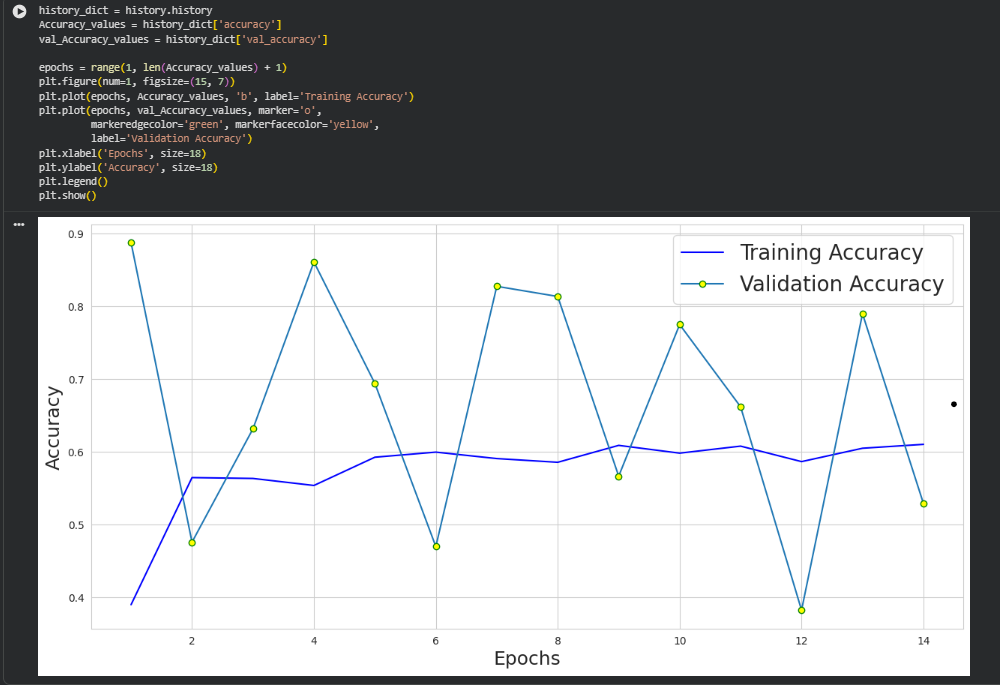 history_dict = history.history
Accuracy_values = history_dict['accuracy']
val_Accuracy_values = history_dict['val_accuracy']
epochs = range(1, len(Accuracy_values) + 1)
plt.figure(num=1, figsize=(15, 7))
plt.plot(epochs, Accuracy_values, 'b', label='Training Accuracy')
plt.plot(epochs, val_Accuracy_values, marker='o',
markeredgecolor='green', markerfacecolor='yellow',
label='Validation Accuracy')
plt.xlabel('Epochs', size=18)
plt.ylabel('Accuracy', size=18)
plt.legend()
plt.show()
Training Accuracy
Validation Accuracy
Accuracy
0.9
0.8
0.7
0.6
0.5
0.4
2 4 6 8 10 12 14
Epochs